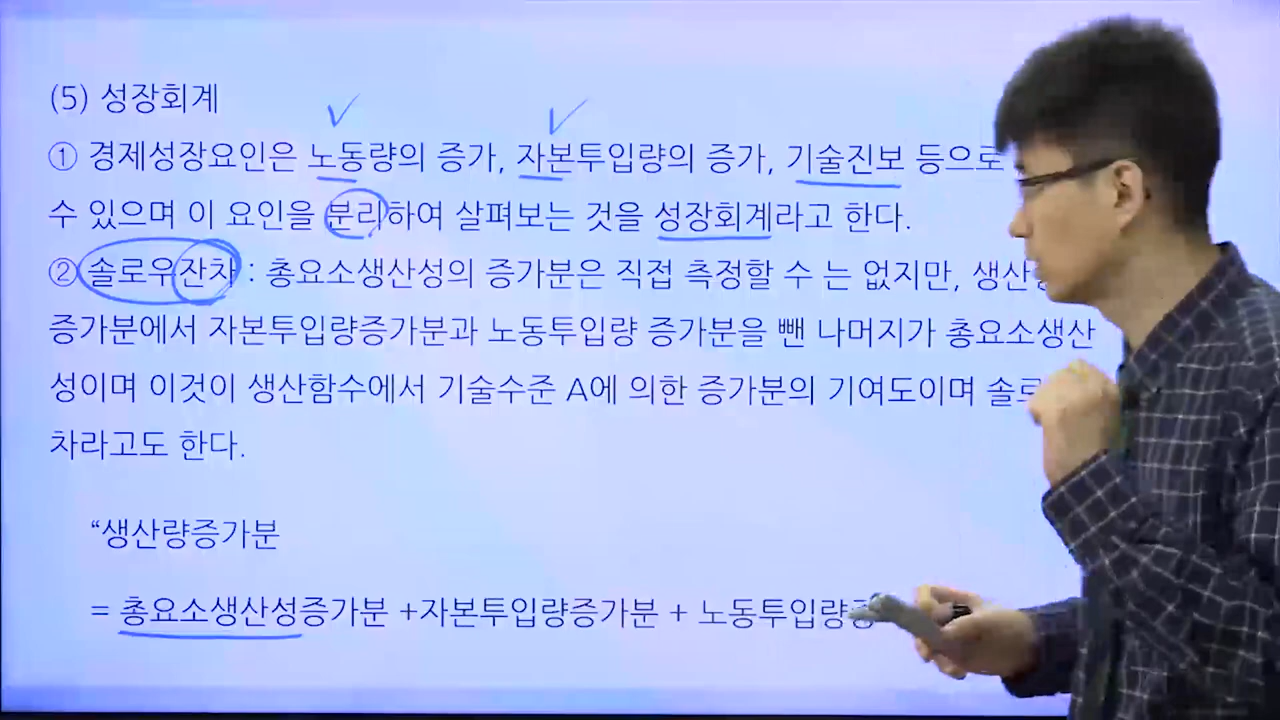 (5) 성장회계
① 경제성장요인은 노동량의 증가, 자본투입량의 증가, 기술진보 등으로
수 있으며 이 요인을 분리하여 살펴보는 것을 성장회계라고 한다.
② 솔로우잔차 : 총요소생산성의 증가분은 직접 측정할 수 는 없지만,
증가분에서 자본투입량증가분과 노동투입량 증가분을 뺀 나머지가 총요소생산
성이며 이것이 생산함수에서 기술수준 A에 의한 증가분의 기여도이며
차라고도 한다.
“생산량증가분
= 총요소생산성증가분 +자본투입량증가분 + 노동투입량